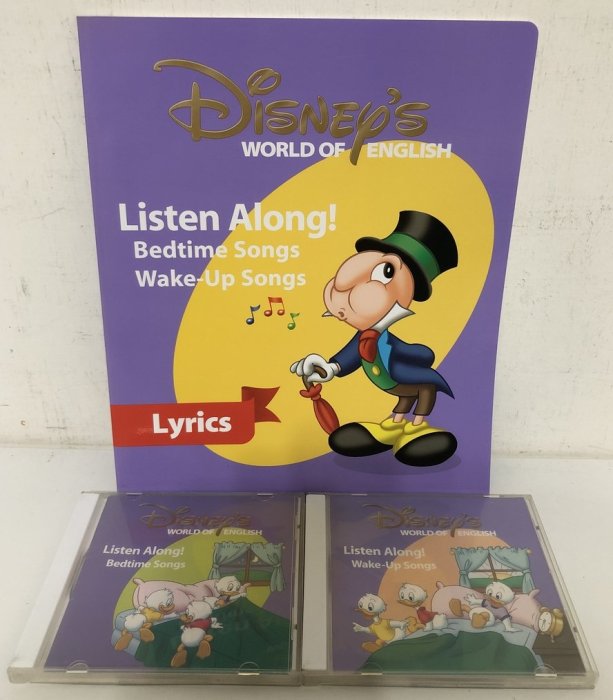 Disney's
WORLD OF ENGLISH
Listen Along!
Bedtime Songs
Wake-Up Songs
Lyrics
Disney's
WORLD OF ENGLISH
Listen Along!
Bedtime Songs
Disney's
WORLD OF ENGLISH
Listen Along!
Wake-Up Songs